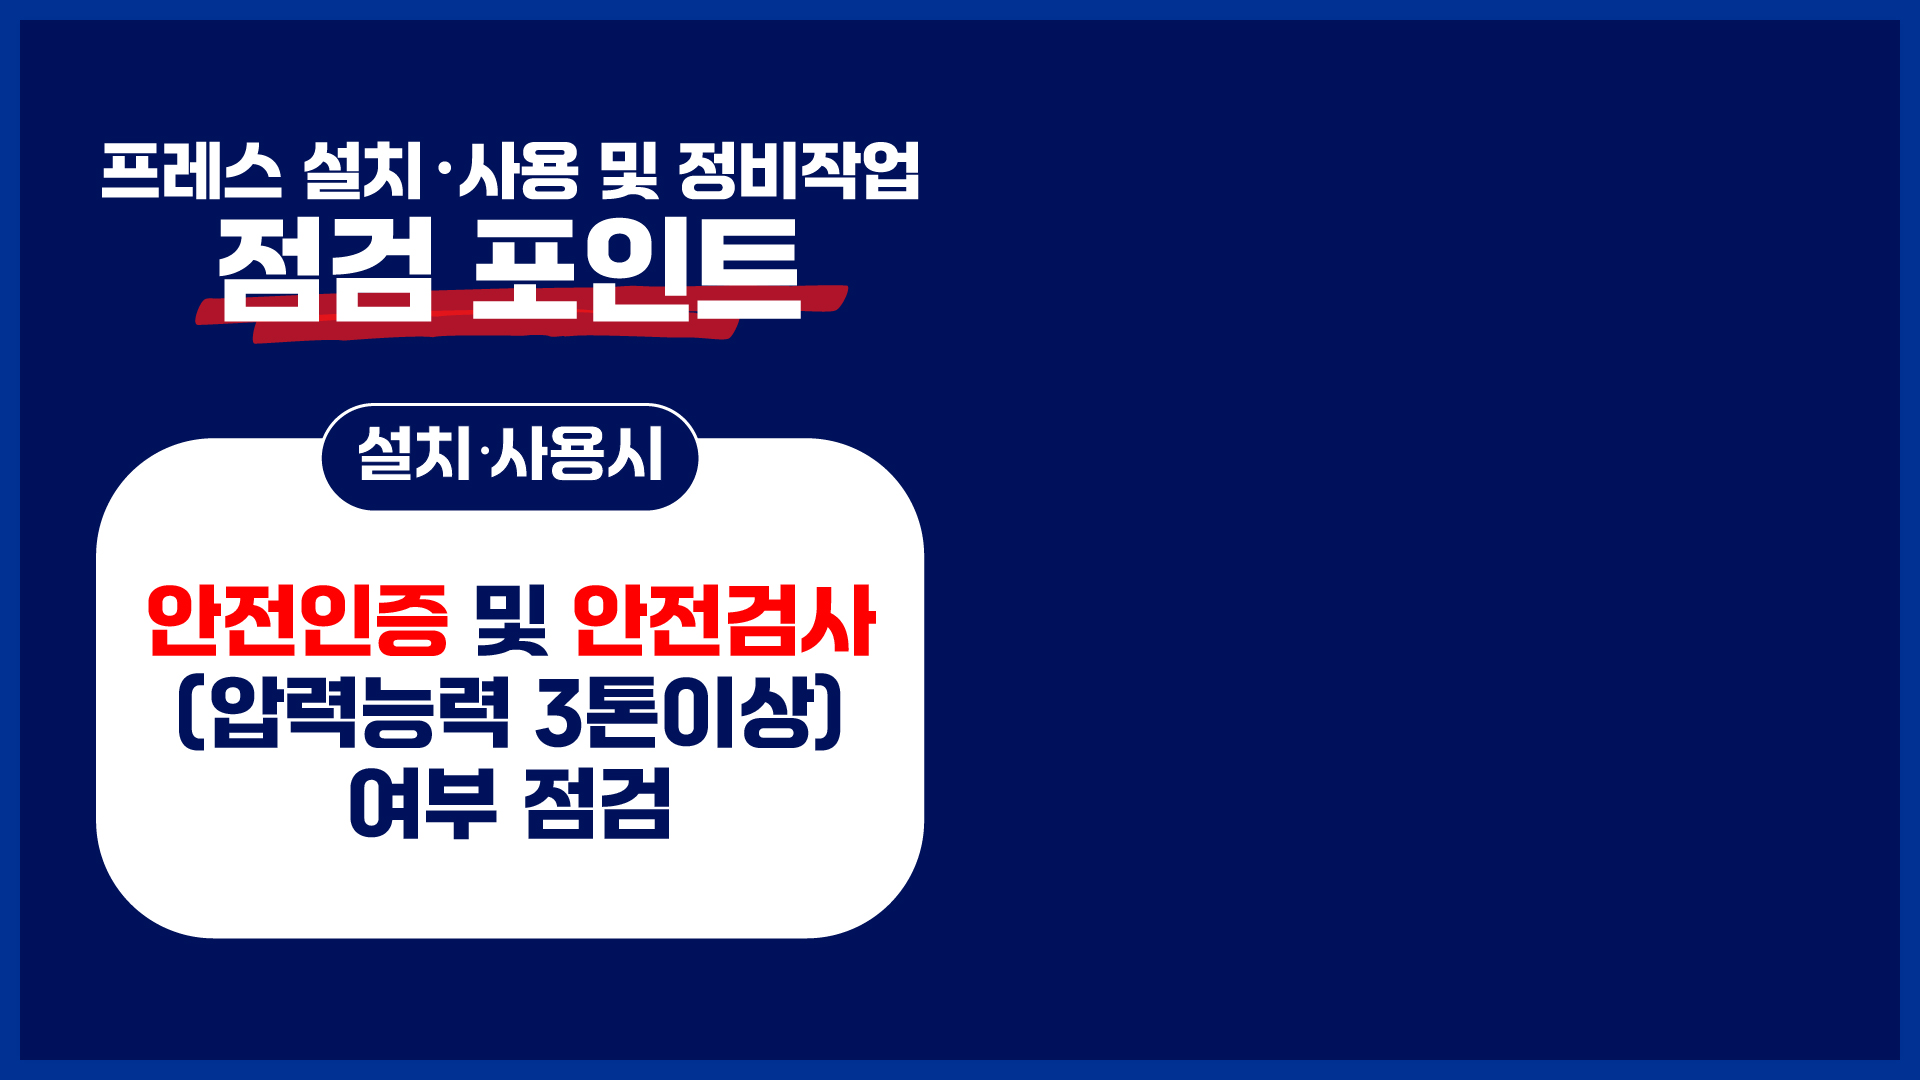 프레스 설치·사용 및 정비작업
점검 포인트
설치·사용시
안전인증 및 안전검사
(압력능력 3톤이상)
여부 점검